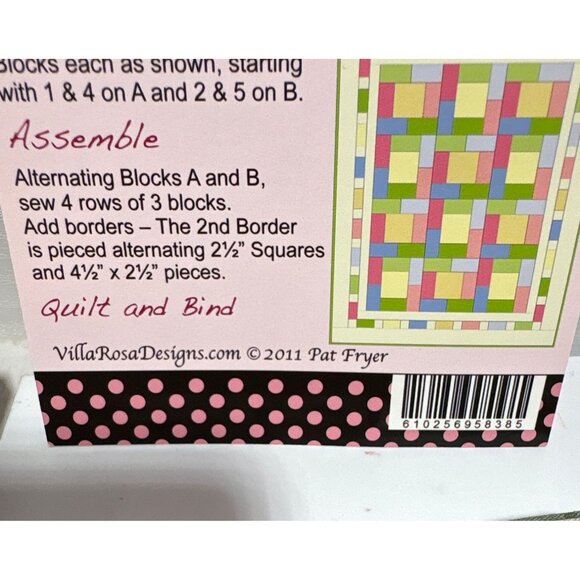 Blocks each as shown, starting
with 1 & 4 on A and 2 & 5 on B.
Assemble
Alternating Blocks A and B,
sew 4 rows of 3 blocks.
Add borders – The 2nd Border
is pieced alternating 2½" Squares
and 4½" x 2½" pieces.
Quilt and Bind
VillaRosaDesigns.com © 2011 Pat Fryer
610256958385